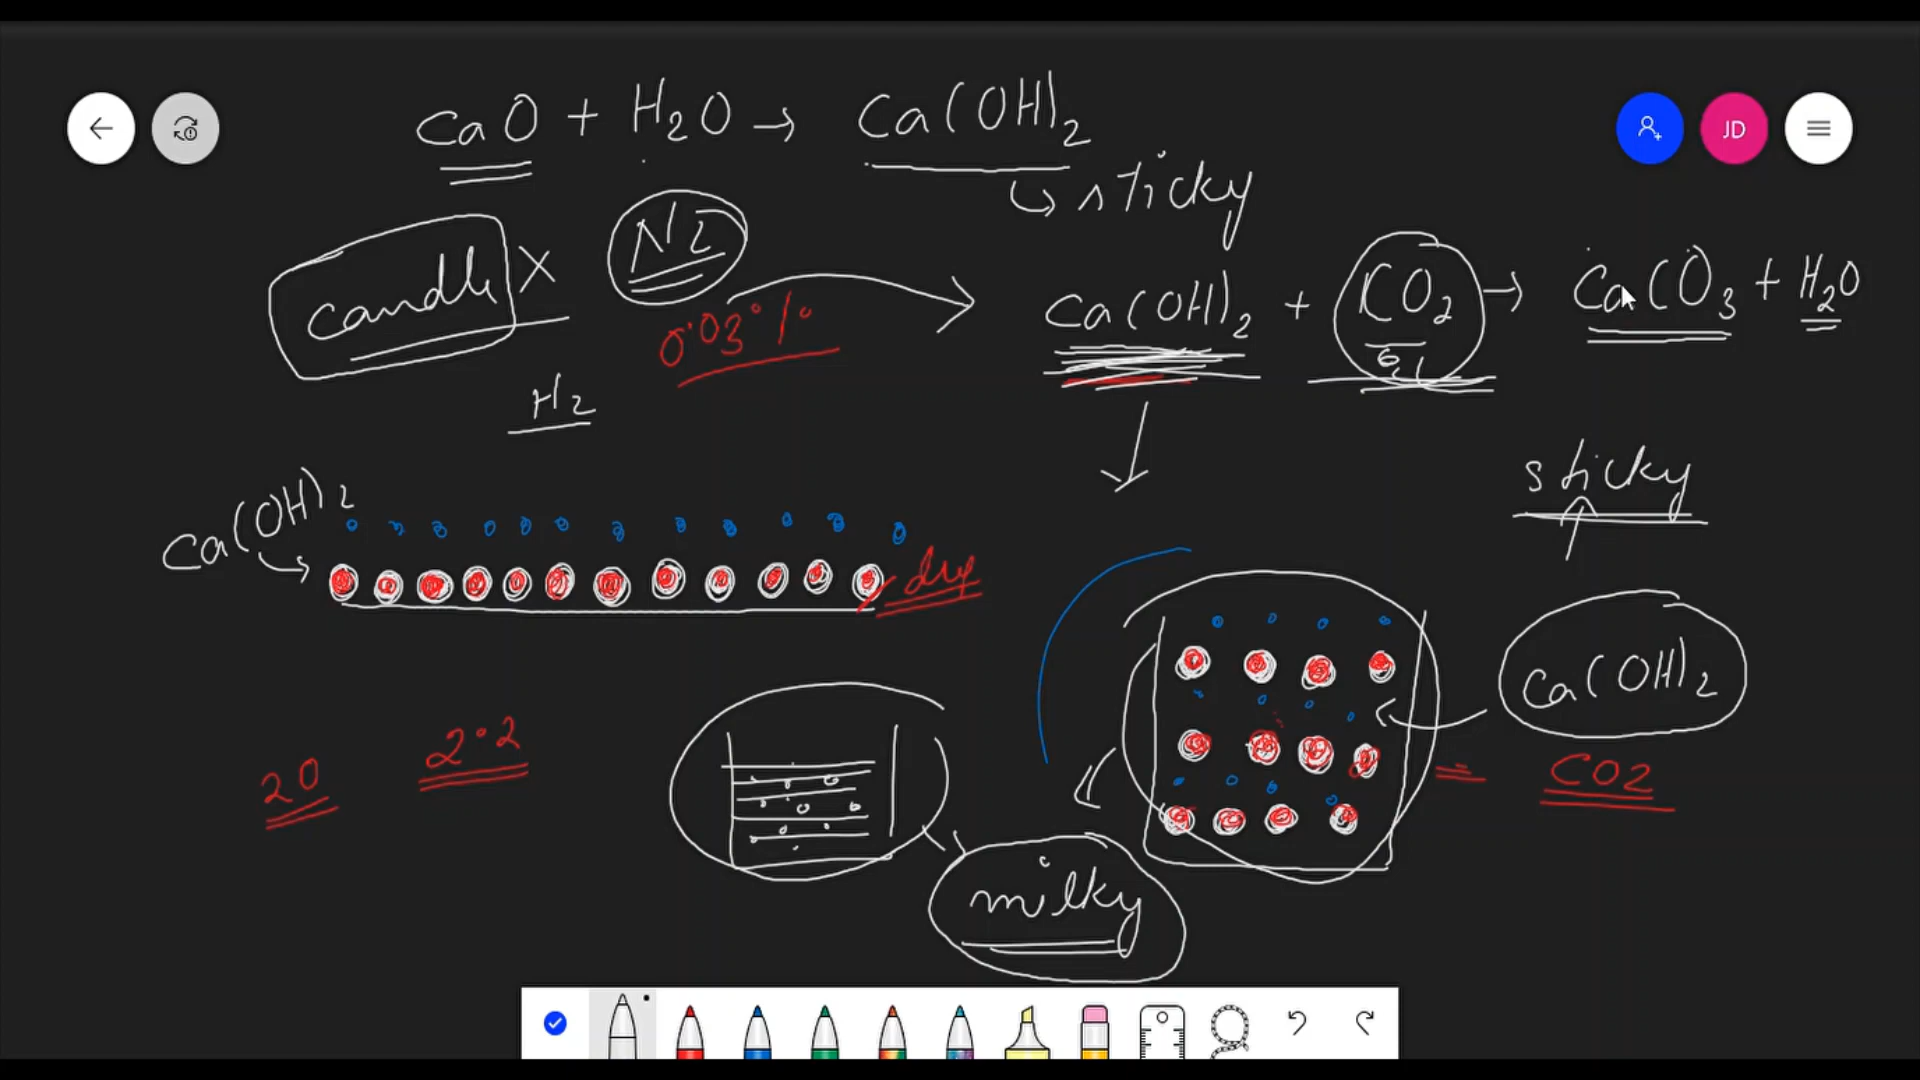 CaO + H2O → Ca(OH)2
↳ sticky
JD
candle X
N2
0.03%
Ca(OH)2 + CO2 → CaCO3 + H2O
H2
sticky
Ca(OH)2
dry
Ca(OH)2
20
2.2
= CO2
milky